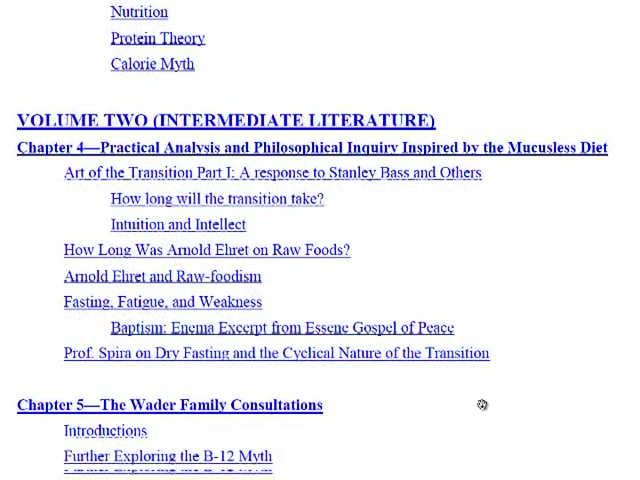 Nutrition
Protein Theory
Calorie Myth
VOLUME TWO (INTERMEDIATE LITERATURE)
Chapter 4—Practical Analysis and Philosophical Inquiry Inspired by the Mucusless Diet
Art of the Transition Part I: A response to Stanley Bass and Others
How long will the transition take?
Intuition and Intellect
How Long Was Arnold Ehret on Raw Foods?
Arnold Ehret and Raw-foodism
Fasting, Fatigue, and Weakness
Baptism: Enema Excerpt from Essene Gospel of Peace
Prof. Spira on Dry Fasting and the Cyclical Nature of the Transition
Chapter 5—The Wader Family Consultations
Introductions
Further Exploring the B-12 Myth